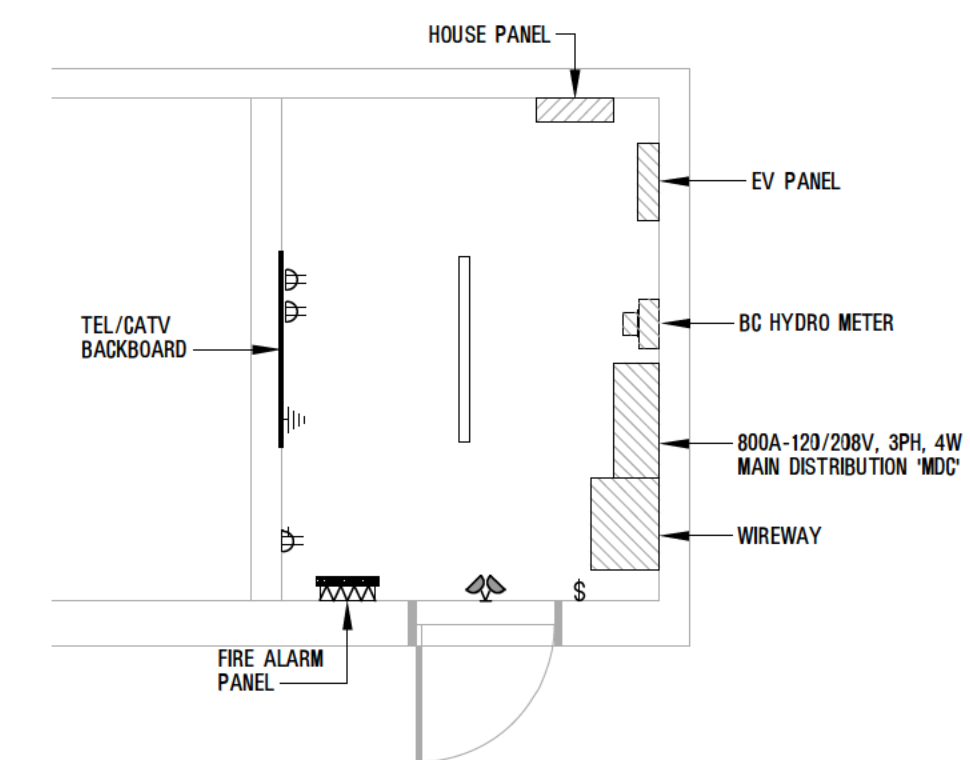 HOUSE PANEL
EV PANEL
TEL/CATV
BACKBOARD
BC HYDRO METER
800A-120/208V, 3PH, 4W
MAIN DISTRIBUTION 'MDC'
WIREWAY
$
FIRE ALARM
PANEL